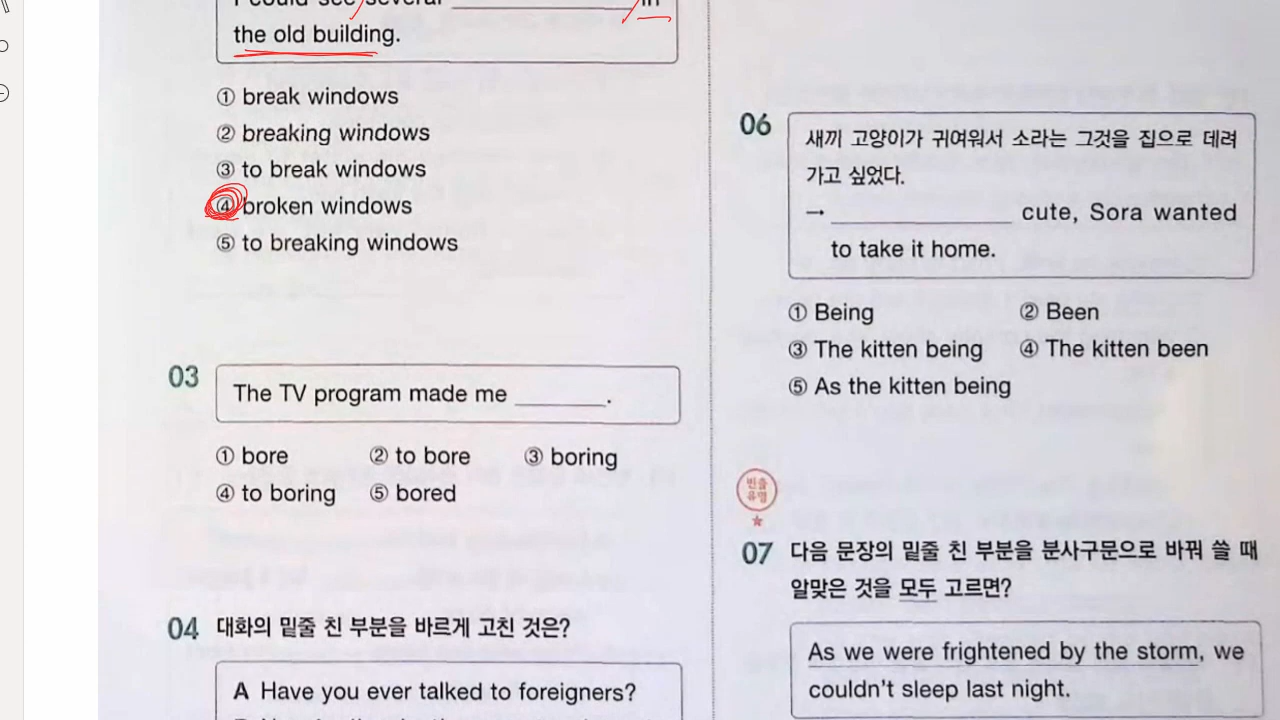 I could see several ____________ in
the old building.
① break windows
② breaking windows
③ to break windows
④ broken windows
⑤ to breaking windows
03
The TV program made me _______.
① bore ② to bore ③ boring
④ to boring ⑤ bored
04 대화의 밑줄 친 부분을 바르게 고친 것은?
A Have you ever talked to foreigners?
06
새끼 고양이가 귀여워서 소라는 그것을 집으로 데려
가고 싶었다.
→ ______________ cute, Sora wanted
to take it home.
① Being ② Been
③ The kitten being ④ The kitten been
⑤ As the kitten being
빈출
유형
07 다음 문장의 밑줄 친 부분을 분사구문으로 바꿔 쓸 때
알맞은 것을 모두 고르면?
As we were frightened by the storm, we
couldn't sleep last night.